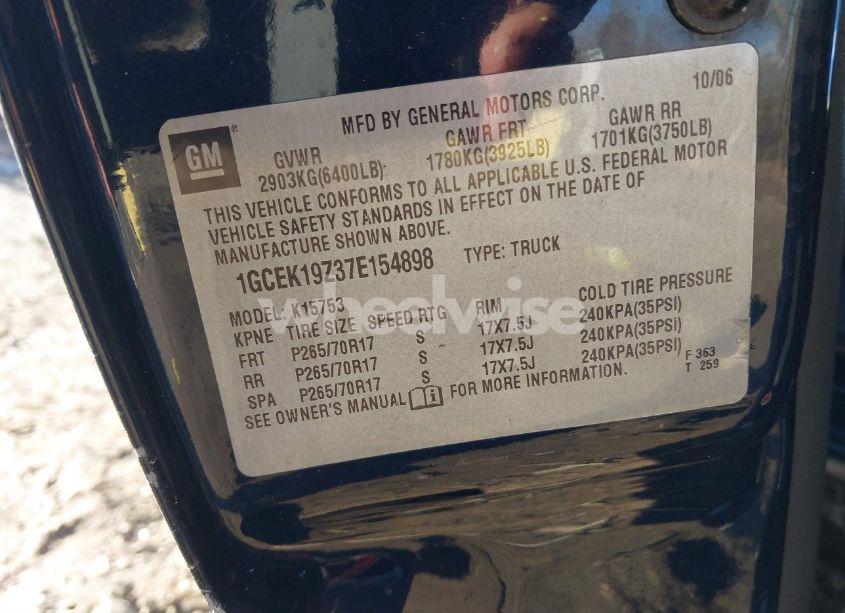 10/06
MFD BY GENERAL MOTORS CORP.
GM®
GVWR GAWR FRT GAWR RR
2903KG(6400LB) 1780KG(3925LB) 1701KG(3750LB)
THIS VEHICLE CONFORMS TO ALL APPLICABLE U.S. FEDERAL MOTOR
VEHICLE SAFETY STANDARDS IN EFFECT ON THE DATE OF
MANUFACTURE SHOWN ABOVE.
1GCEK19Z37E154898 TYPE: TRUCK
MODEL: K15753
KPNE TIRE SIZE SPEED RTG RIM COLD TIRE PRESSURE
FRT P265/70R17 S 17X7.5J 240KPA(35PSI)
RR P265/70R17 S 17X7.5J 240KPA(35PSI)
SPA P265/70R17 S 17X7.5J 240KPA(35PSI)
SEE OWNER'S MANUAL FOR MORE INFORMATION.
F 363
T 259
wheelwise